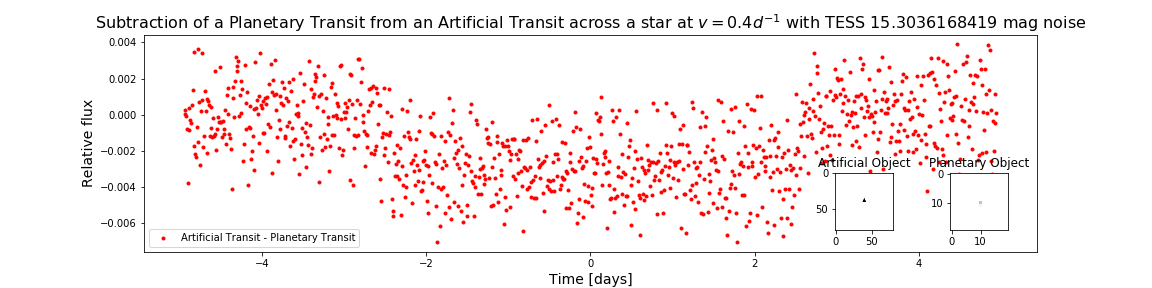 Subtraction of a Planetary Transit from an Artificial Transit across a star at v = 0.4d⁻¹ with TESS 15.3036168419 mag noise
Relative flux
0.004
0.002
0.000
−0.002
−0.004
−0.006
Artificial Transit - Planetary Transit
Artificial Object
0
50
0 50
Planetary Object
0
10
0 10
−4 −2 0 2 4
Time [days]